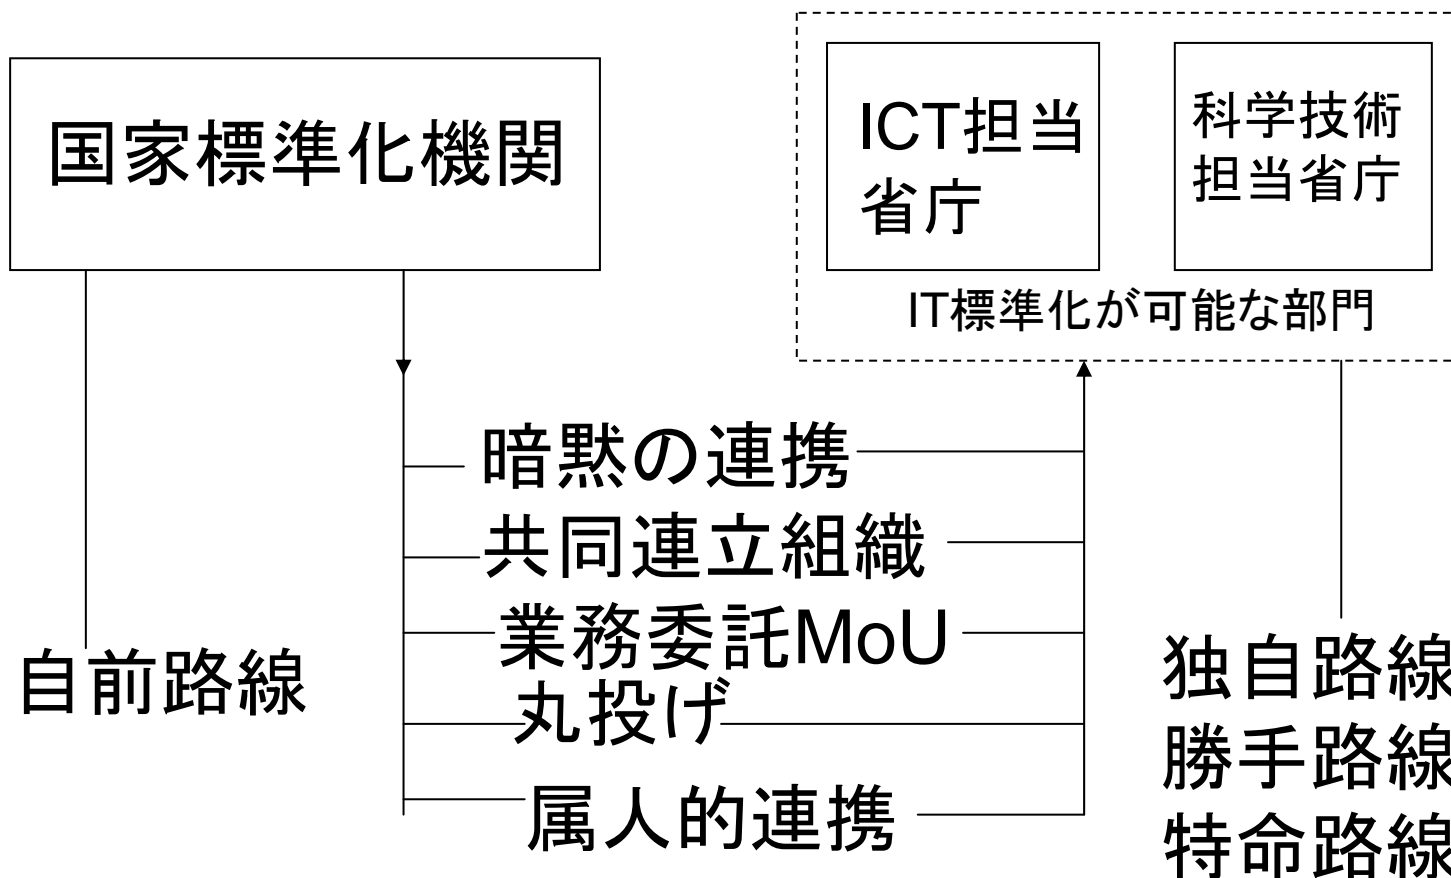 国家標準化機関
ICT担当
省庁
科学技術
担当省庁
IT標準化が可能な部門
暗黙の連携
共同連立組織
業務委託MoU
丸投げ
属人的連携
自前路線
独自路線
勝手路線
特命路線